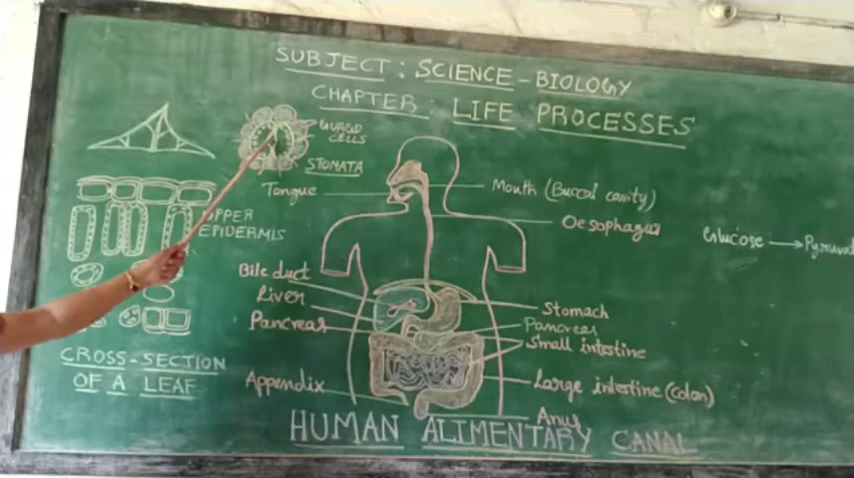 SUBJECT : SCIENCE - BIOLOGY
CHAPTER : LIFE PROCESSES
GUARD
CELLS
STOMATA
Tongue
Mouth (Buccal cavity)
UPPER
EPIDERMIS
Oesophagus
Glucose → Pyruvat
Bile duct
Liver
Pancreas
Stomach
Pancreas
Small intestine
CROSS-SECTION
OF A LEAF
Appendix
Large intestine (colon)
Anus
HUMAN ALIMENTARY CANAL